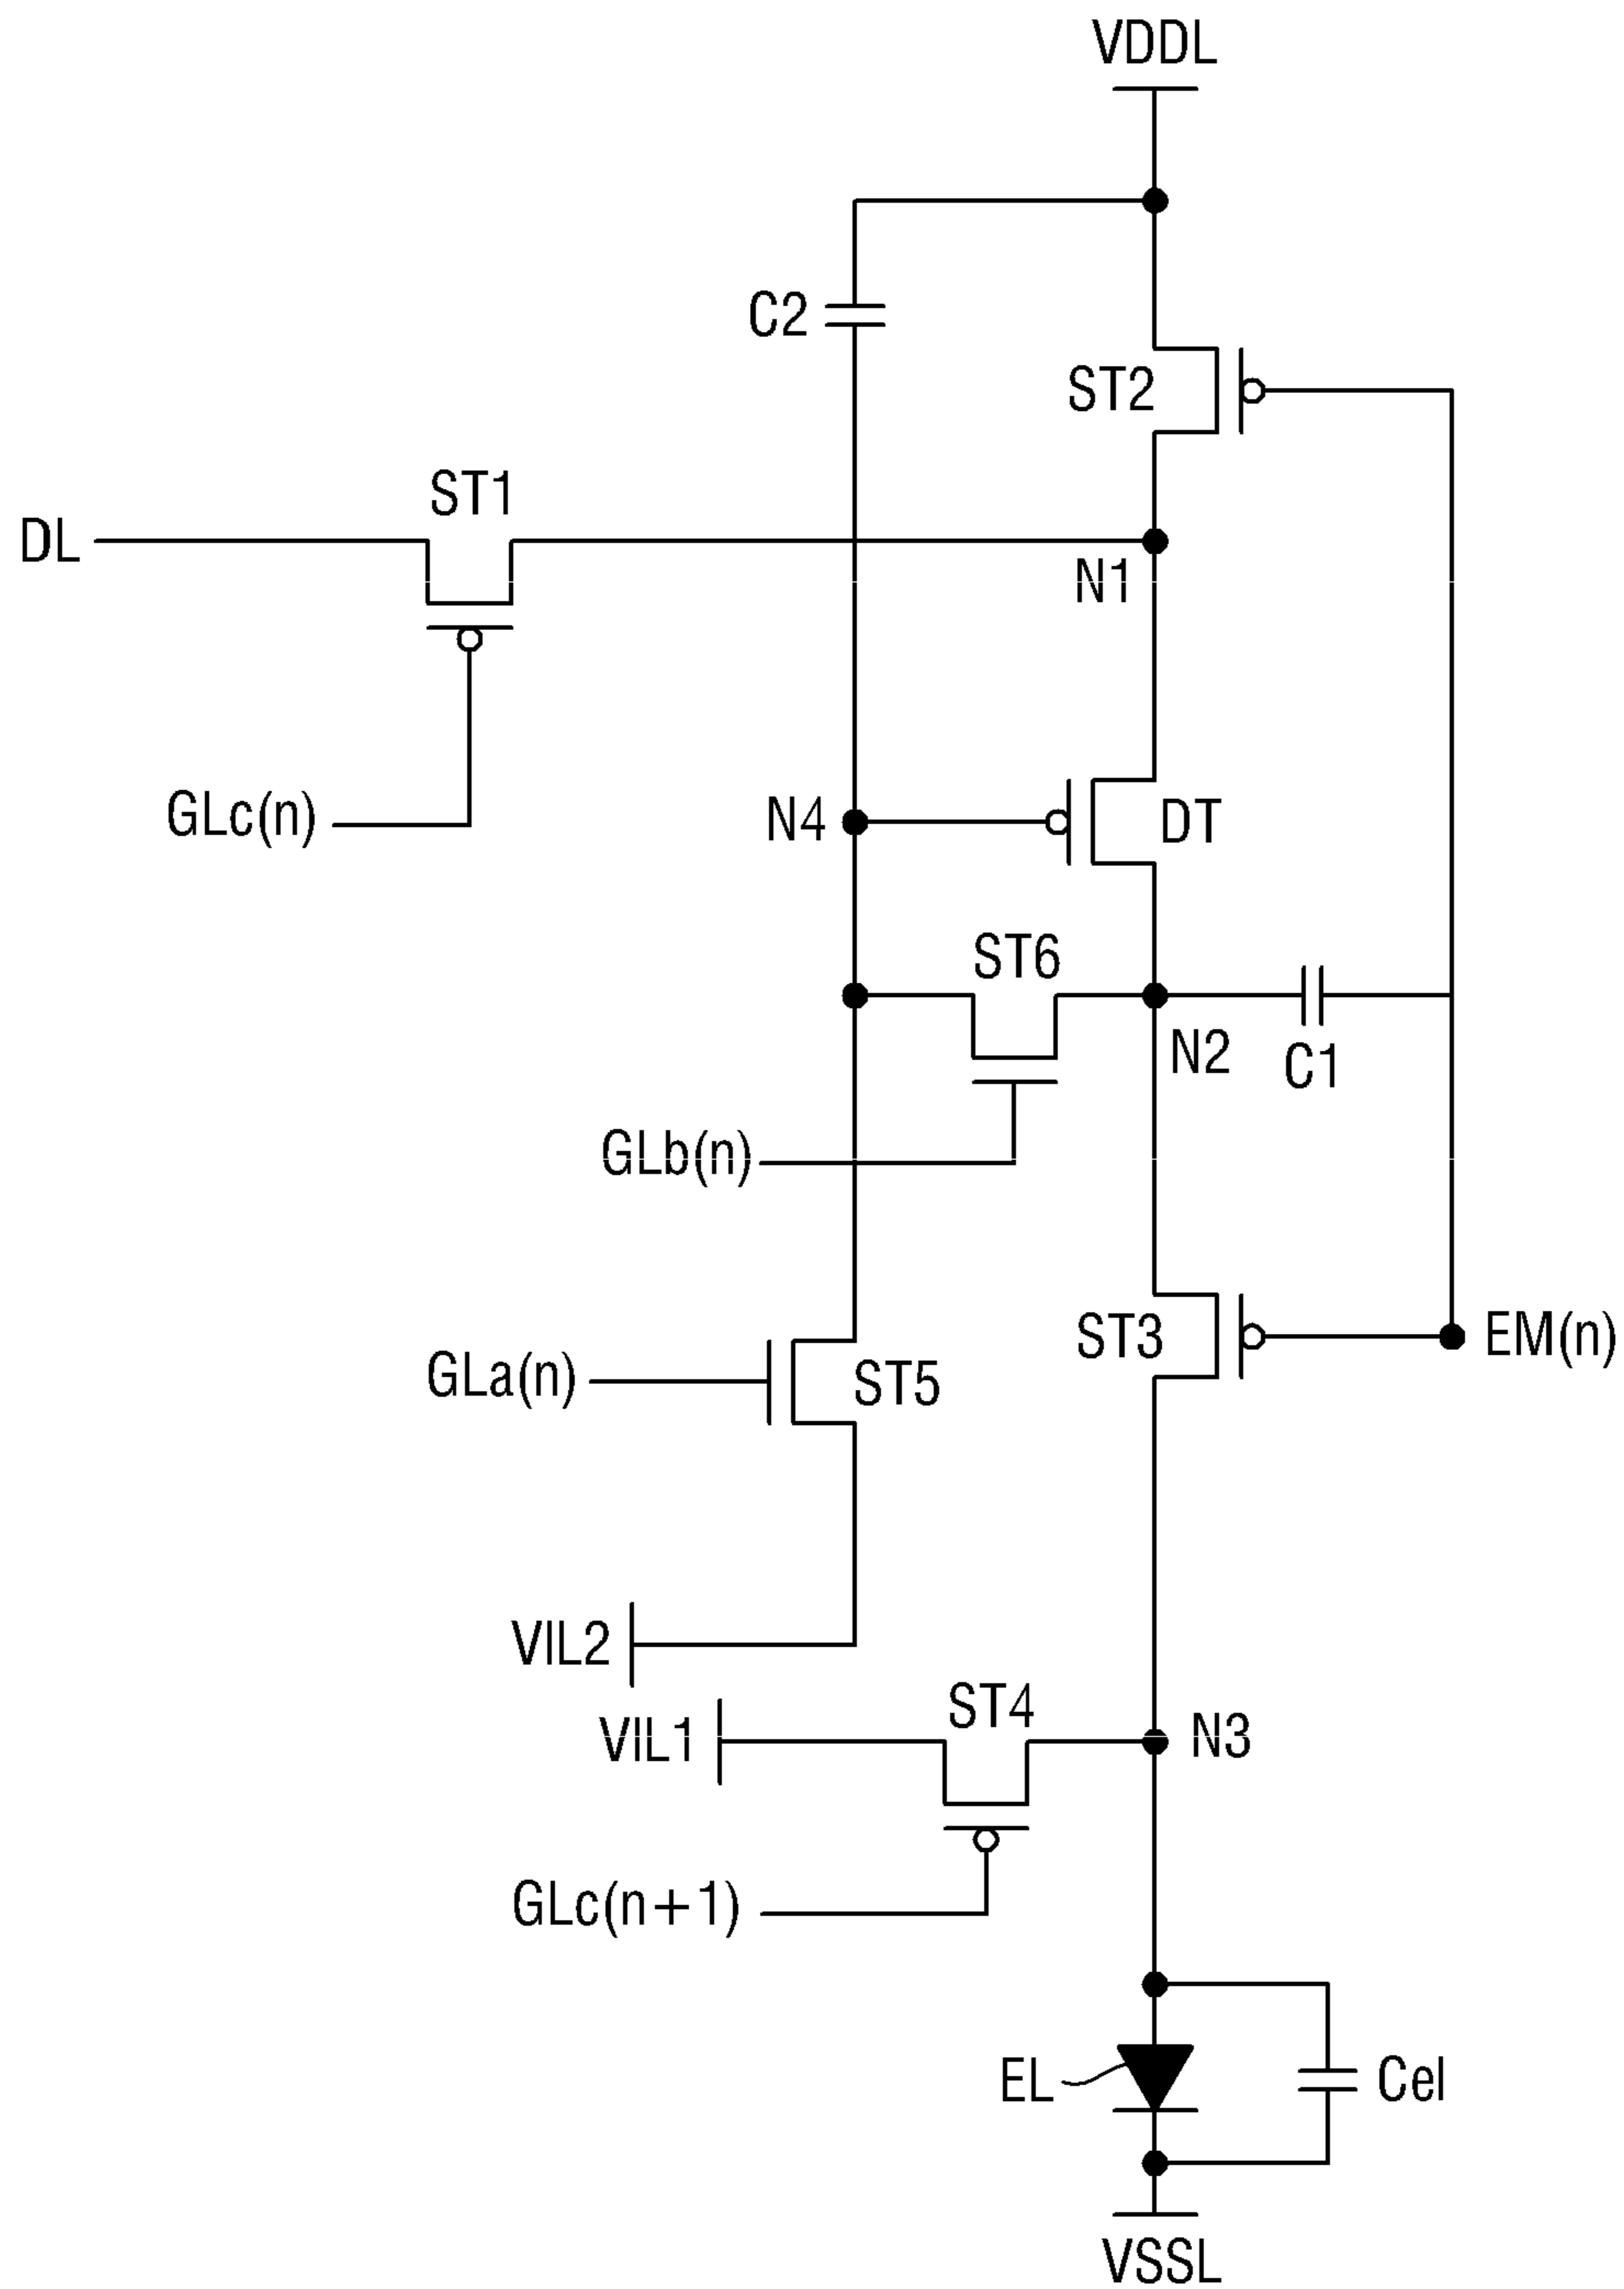 VDDL
C2
ST2
ST1
DL
N1
GLc(n)
N4
DT
ST6
N2
C1
GLb(n)
ST3
EM(n)
GLa(n)
ST5
VIL2
ST4
VIL1
N3
GLc(n+1)
EL
Cel
VSSL